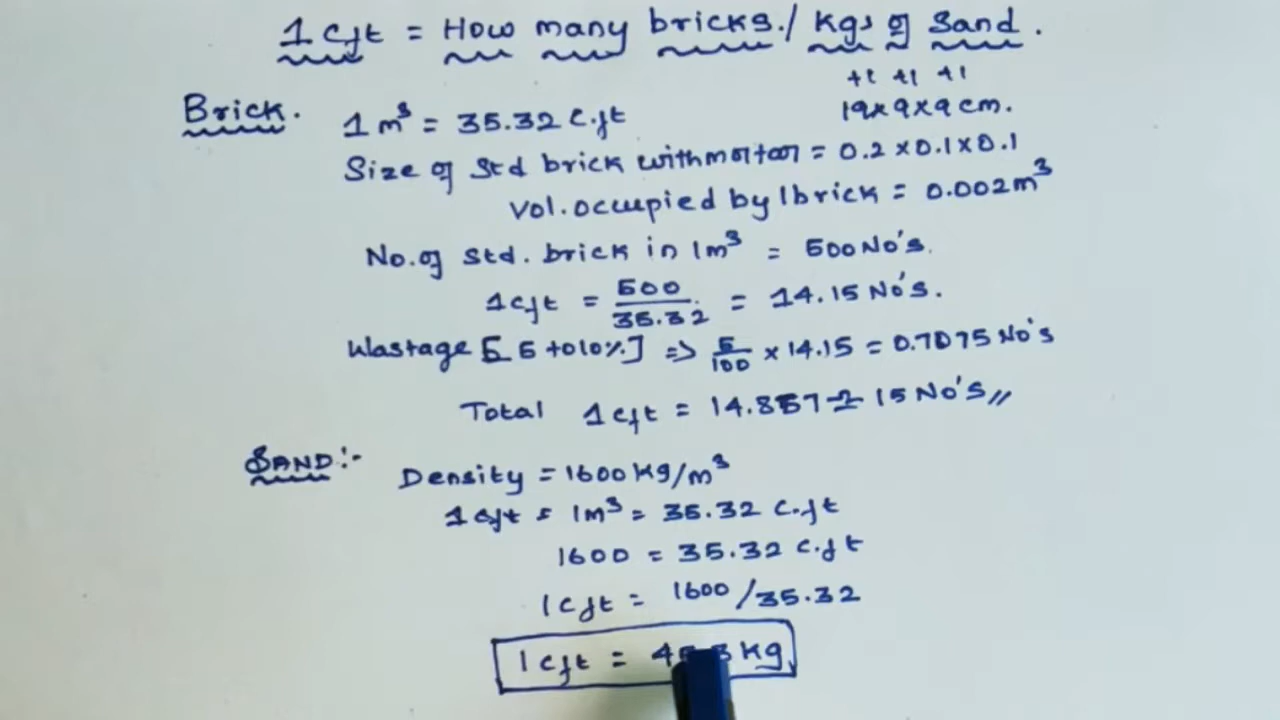 1 cft = How many bricks./ Kgs of Sand.
+1 +1 +1
Brick. 1 m³ = 35.32 c.ft 19x9x9 cm.
Size of Std brick with mortar = 0.2 x 0.1 x 0.1
Vol. occupied by 1 brick = 0.002 m³
No. of Std. brick in 1m³ = 500 No's.
1 cft = 500/35.32 = 14.15 No's.
Wastage [5 to 10%] => 5/100 x 14.15 = 0.7075 No's
Total 1 cft = 14.857 ≃ 15 No's //
SAND:- Density = 1600 kg/m³
1 cft = 1m³ = 35.32 c.ft
1600 = 35.32 c.ft
1 cft = 1600/35.32
1 cft = kg